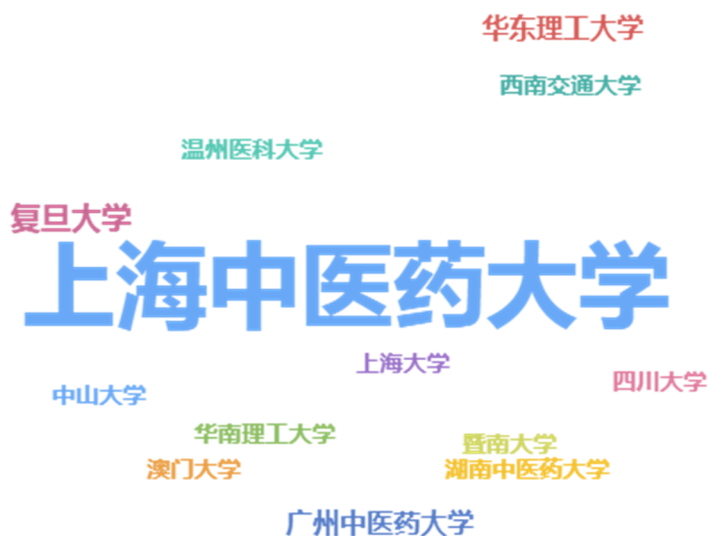 华东理工大学
西南交通大学
温州医科大学
复旦大学
上海中医药大学
上海大学
四川大学
中山大学
华南理工大学
暨南大学
澳门大学
湖南中医药大学
广州中医药大学